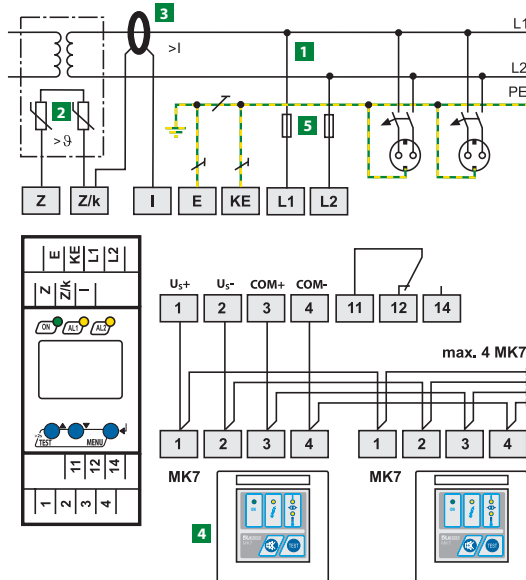 3
L1
>I
1
L2
PE
2
5
>ϑ
Z Z/k I E KE L1 L2
E KE L1 L2
Z Z/k I
ON AL1 AL2
TEST MENU
11 12 14
1 2 3 4
US+ US- COM+ COM-
1 2 3 4 11 12 14
max. 4 MK7
1 2 3 4 1 2 3 4
MK7 MK7
4
TEST TEST